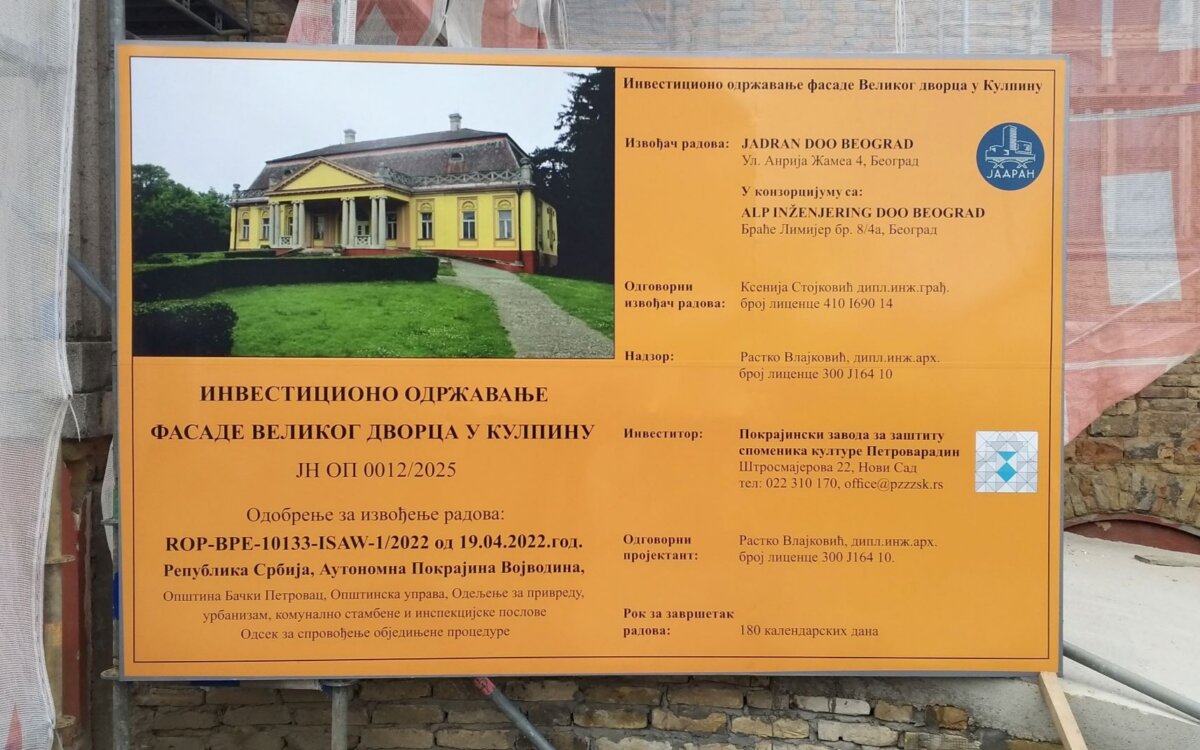 ИНВЕСТИЦИОНО ОДРЖАВАЊЕ
ФАСАДЕ ВЕЛИКОГ ДВОРЦА У КУЛПИНУ
ЈН ОП 0012/2025
Одобрење за извођење радова:
ROP-BPE-10133-ISAW-1/2022 од 19.04.2022.год.
Република Србија, Аутономна Покрајина Војводина,
Општина Бачки Петровац, Општинска управа, Одељење за привреду,
урбанизам, комунално стамбене и инспекцијске послове
Одсек за спровођење обједињене процедуре
Инвестиционо одржавање фасаде Великог дворца у Кулпину
Извођач радова: JADRAN DOO BEOGRAD
Ул. Анрија Жамеа 4, Београд
ЈАДРАН
У конзорцијуму са:
ALP INŽENJERING DOO BEOGRAD
Браће Лимијер бр. 8/4а, Београд
Одговорни Ксенија Стојковић дипл.инж.грађ.
извођач радова: број лиценце 410 I690 14
Надзор: Растко Влајковић, дипл.инж.арх.
број лиценце 300 Ј164 10
Инвеститор: Покрајински завода за заштиту
споменика културе Петроварадин
Штросмајерова 22, Нови Сад
тел: 022 310 170, office@pzzzsk.rs
Одговорни Растко Влајковић, дипл.инж.арх.
пројектант: број лиценце 300 Ј164 10.
Рок за завршетак
радова: 180 календарских дана